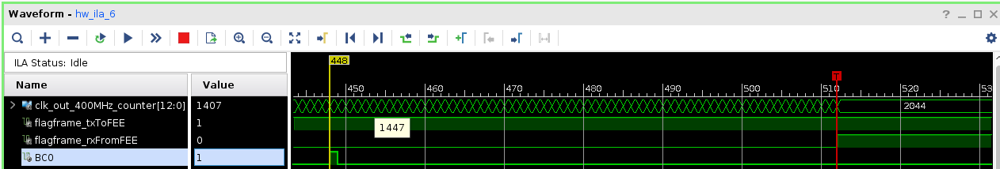 Waveform - hw_ila_6
ILA Status: Idle
Name Value
448
450 460 470 480 490 500 510 520 53
T
clk_out_400MHz_counter[12:0] 1407 2044
flagframe_txToFEE 1
1447
flagframe_rxFromFEE 0
BC0 1